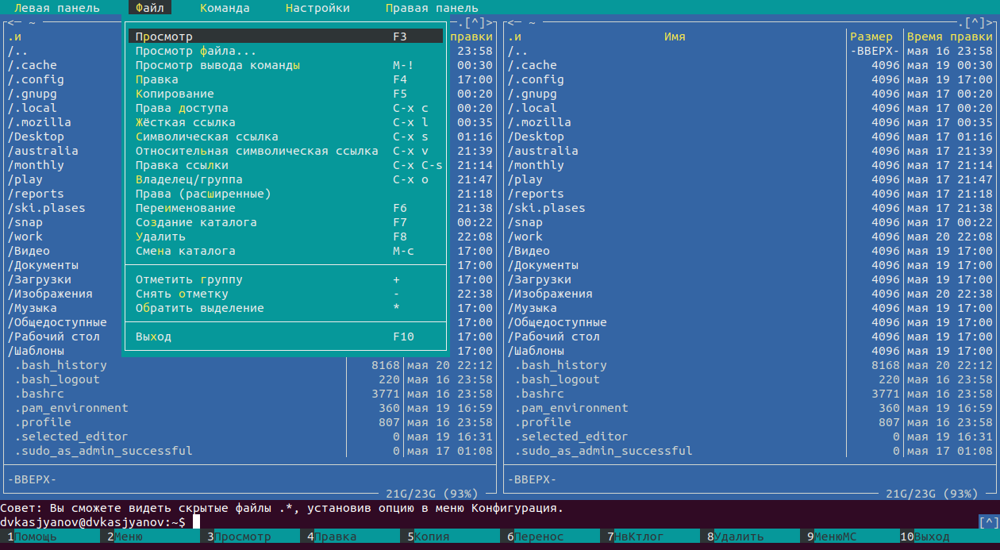 Левая панель Файл Команда Настройки Правая панель
<─ ~ .[^]> <─ ~ .[^]>
.и правки .и Имя Размер Время правки
Просмотр F3
/.. Просмотр файла... 23:58 /.. -ВВЕРХ- мая 16 23:58
/.cache Просмотр вывода команды M-! 00:30 /.cache 4096 мая 19 00:30
/.config Правка F4 17:00 /.config 4096 мая 19 17:00
/.gnupg Копирование F5 00:20 /.gnupg 4096 мая 17 00:20
/.local Права доступа C-x c 00:20 /.local 4096 мая 17 00:20
/.mozilla Жёсткая ссылка C-x l 00:35 /.mozilla 4096 мая 17 00:35
/Desktop Символическая ссылка C-x s 01:16 /Desktop 4096 мая 17 01:16
/australia Относительная символическая ссылка C-x v 21:39 /australia 4096 мая 17 21:39
/monthly Правка ссылки C-x C-s 21:14 /monthly 4096 мая 17 21:14
/play Владелец/группа C-x o 21:47 /play 4096 мая 17 21:47
/reports Права (расширенные) 21:18 /reports 4096 мая 17 21:18
/ski.plases Переименование F6 21:38 /ski.plases 4096 мая 17 21:38
/snap Создание каталога F7 00:22 /snap 4096 мая 17 00:22
/work Удалить F8 22:08 /work 4096 мая 20 22:08
/Видео Смена каталога M-c 17:00 /Видео 4096 мая 19 17:00
/Документы 17:00 /Документы 4096 мая 19 17:00
/Загрузки Отметить группу + 17:00 /Загрузки 4096 мая 19 17:00
/Изображения Снять отметку - 22:38 /Изображения 4096 мая 20 22:38
/Музыка Обратить выделение * 17:00 /Музыка 4096 мая 19 17:00
/Общедоступные 17:00 /Общедоступные 4096 мая 19 17:00
/Рабочий стол Выход F10 17:00 /Рабочий стол 4096 мая 19 17:00
/Шаблоны 17:00 /Шаблоны 4096 мая 19 17:00
.bash_history 8168 мая 20 22:12 .bash_history 8168 мая 20 22:12
.bash_logout 220 мая 16 23:58 .bash_logout 220 мая 16 23:58
.bashrc 3771 мая 16 23:58 .bashrc 3771 мая 16 23:58
.pam_environment 360 мая 19 16:59 .pam_environment 360 мая 19 16:59
.profile 807 мая 16 23:58 .profile 807 мая 16 23:58
.selected_editor 0 мая 19 16:31 .selected_editor 0 мая 19 16:31
.sudo_as_admin_successful 0 мая 17 01:08 .sudo_as_admin_successful 0 мая 17 01:08
-ВВЕРХ- -ВВЕРХ-
21G/23G (93%) 21G/23G (93%)
Совет: Вы сможете видеть скрытые файлы .*, установив опцию в меню Конфигурация.
dvkasjyanov@dvkasjyanov:~$ [^]
1Помощь 2Меню 3Просмотр 4Правка 5Копия 6Перенос 7НвКтлог 8Удалить 9МенюМС 10Выход